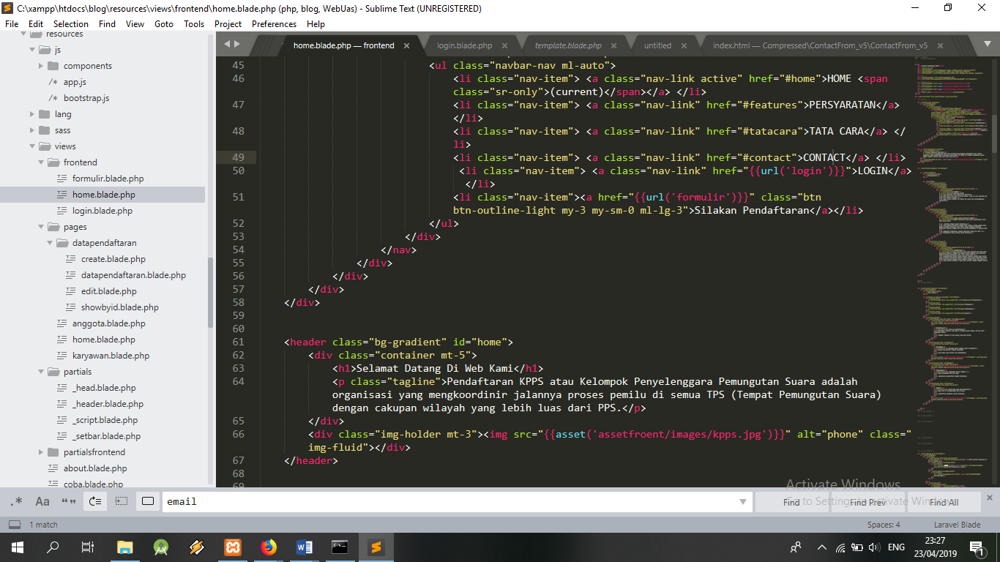 C:\xampp\htdocs\blog\resources\views\frontend\home.blade.php (php, blog, WebUas) - Sublime Text (UNREGISTERED)
File Edit Selection Find View Goto Tools Project Preferences Help
resources
js
components
/* app.js
/* bootstrap.js
lang
sass
views
frontend
formulir.blade.php
home.blade.php
login.blade.php
pages
datapendaftaran
create.blade.php
datapendaftaran.blade.php
edit.blade.php
showbyid.blade.php
anggota.blade.php
home.blade.php
karyawan.blade.php
partials
_head.blade.php
_header.blade.php
_script.blade.php
_setbar.blade.php
partialsfrontend
about.blade.php
coba.blade.php
home.blade.php — frontend × login.blade.php × template.blade.php × untitled × index.html — Compressed\ContactFrom_v5\ContactFrom_v5 ×
45 <ul class="navbar-nav ml-auto">
46 <li class="nav-item"> <a class="nav-link active" href="#home">HOME <span
class="sr-only">(current)</span></a> </li>
47 <li class="nav-item"> <a class="nav-link" href="#features">PERSYARATAN</a>
</li>
48 <li class="nav-item"> <a class="nav-link" href="#tatacara">TATA CARA</a> </
li>
49 <li class="nav-item"> <a class="nav-link" href="#contact">CONTACT</a> </li>
50 <li class="nav-item"> <a class="nav-link" href="{{url('login')}}">LOGIN</a>
</li>
51 <li class="nav-item"><a href="{{url('formulir')}}" class="btn
btn-outline-light my-3 my-sm-0 ml-lg-3">Silakan Pendaftaran</a></li>
52 </ul>
53 </div>
54 </nav>
55 </div>
56 </div>
57 </div>
58 </div>
59
60
61 <header class="bg-gradient" id="home">
62 <div class="container mt-5">
63 <h1>Selamat Datang Di Web Kami</h1>
64 <p class="tagline">Pendaftaran KPPS atau Kelompok Penyelenggara Pemungutan Suara adalah
organisasi yang mengkoordinir jalannya proses pemilu di semua TPS (Tempat Pemungutan Suara)
dengan cakupan wilayah yang lebih luas dari PPS.</p>
65 </div>
66 <div class="img-holder mt-3"><img src="{{asset('assetfroent/images/kpps.jpg')}}" alt="phone" class="
img-fluid"></div>
67 </header>
68
69
Activate Windows
Go to Settings to activate Windows.
.* Aa “” email Find Find Prev Find All ×
1 match Spaces: 4 Laravel Blade
ENG 23:27
23/04/2019
1